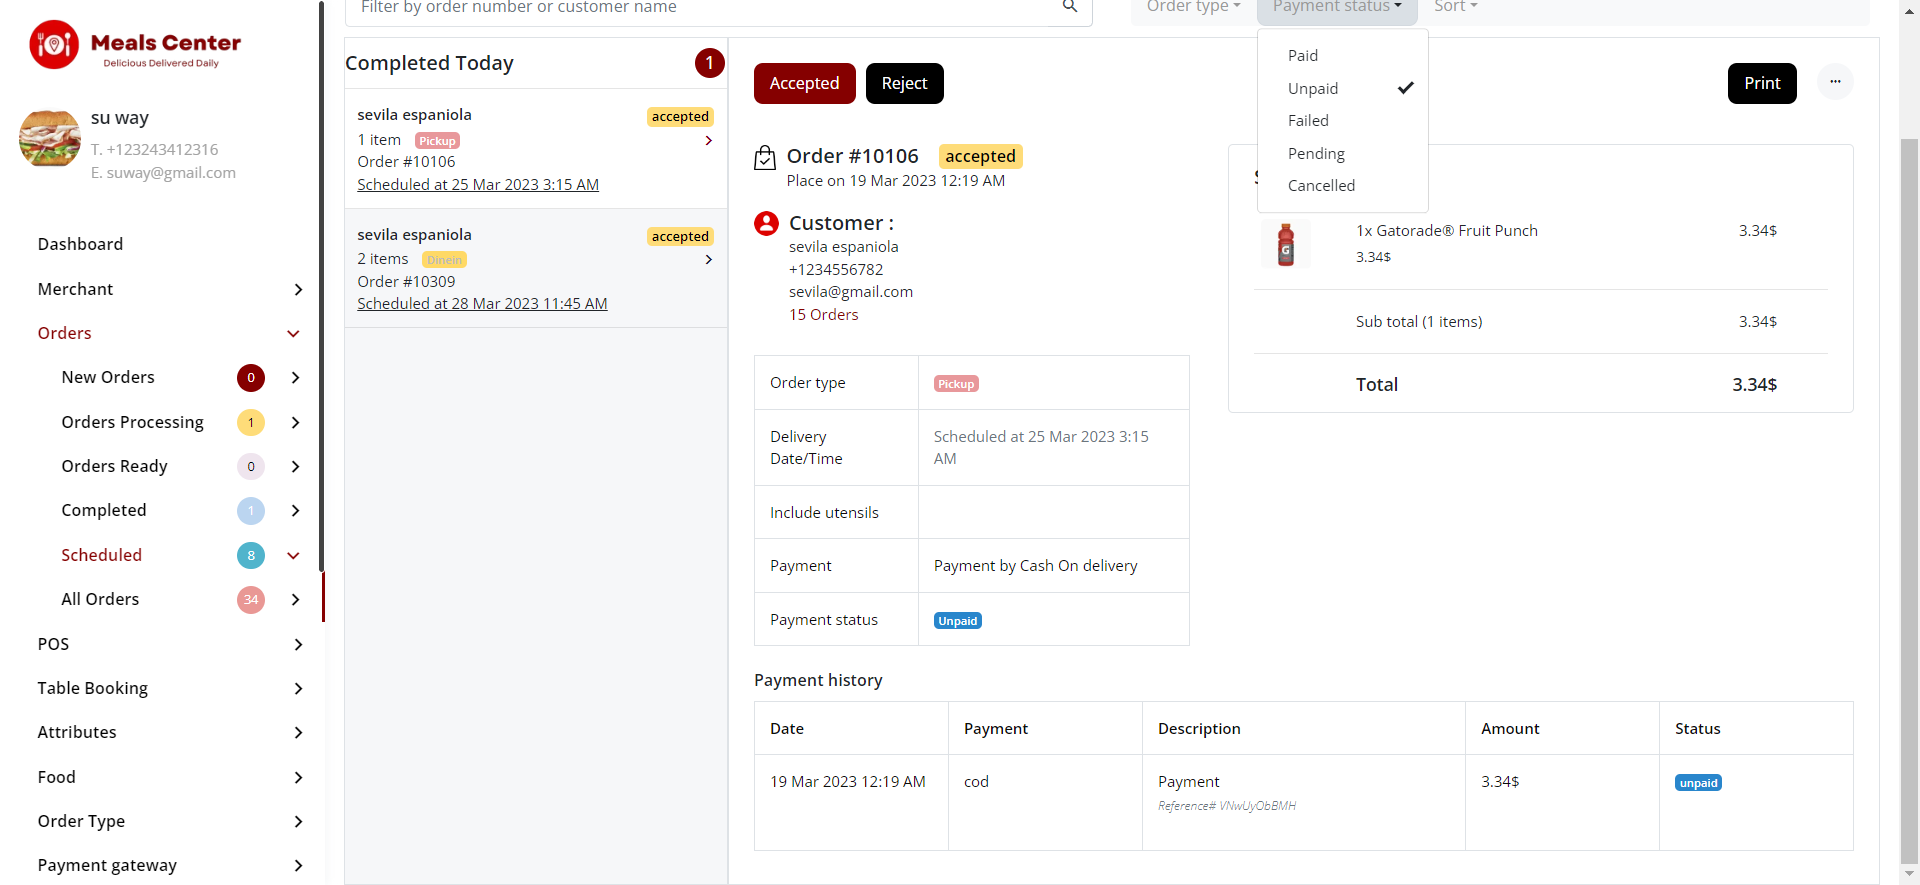 Meals Center
Delicious Delivered Daily
su way
T. +123243412316
E. suway@gmail.com
Dashboard
Merchant
Orders
New Orders 0
Orders Processing 1
Orders Ready 0
Completed 1
Scheduled 8
All Orders 34
POS
Table Booking
Attributes
Food
Order Type
Payment gateway
Filter by order number or customer name
Order type
Payment status
Sort
Paid
Unpaid
Failed
Pending
Cancelled
Completed Today 1
sevila espaniola accepted
1 item Pickup
Order #10106
Scheduled at 25 Mar 2023 3:15 AM
sevila espaniola accepted
2 items Dinein
Order #10309
Scheduled at 28 Mar 2023 11:45 AM
Accepted Reject Print
Order #10106 accepted
Place on 19 Mar 2023 12:19 AM
Customer :
sevila espaniola
+1234556782
sevila@gmail.com
15 Orders
1x Gatorade® Fruit Punch 3.34$
3.34$
Sub total (1 items) 3.34$
Total 3.34$
Order type Pickup
Delivery Date/Time
Scheduled at 25 Mar 2023 3:15 AM
Include utensils
Payment Payment by Cash On delivery
Payment status Unpaid
Payment history
Date Payment Description Amount Status
19 Mar 2023 12:19 AM cod Payment 3.34$ unpaid
Reference# VNwUyObBMH